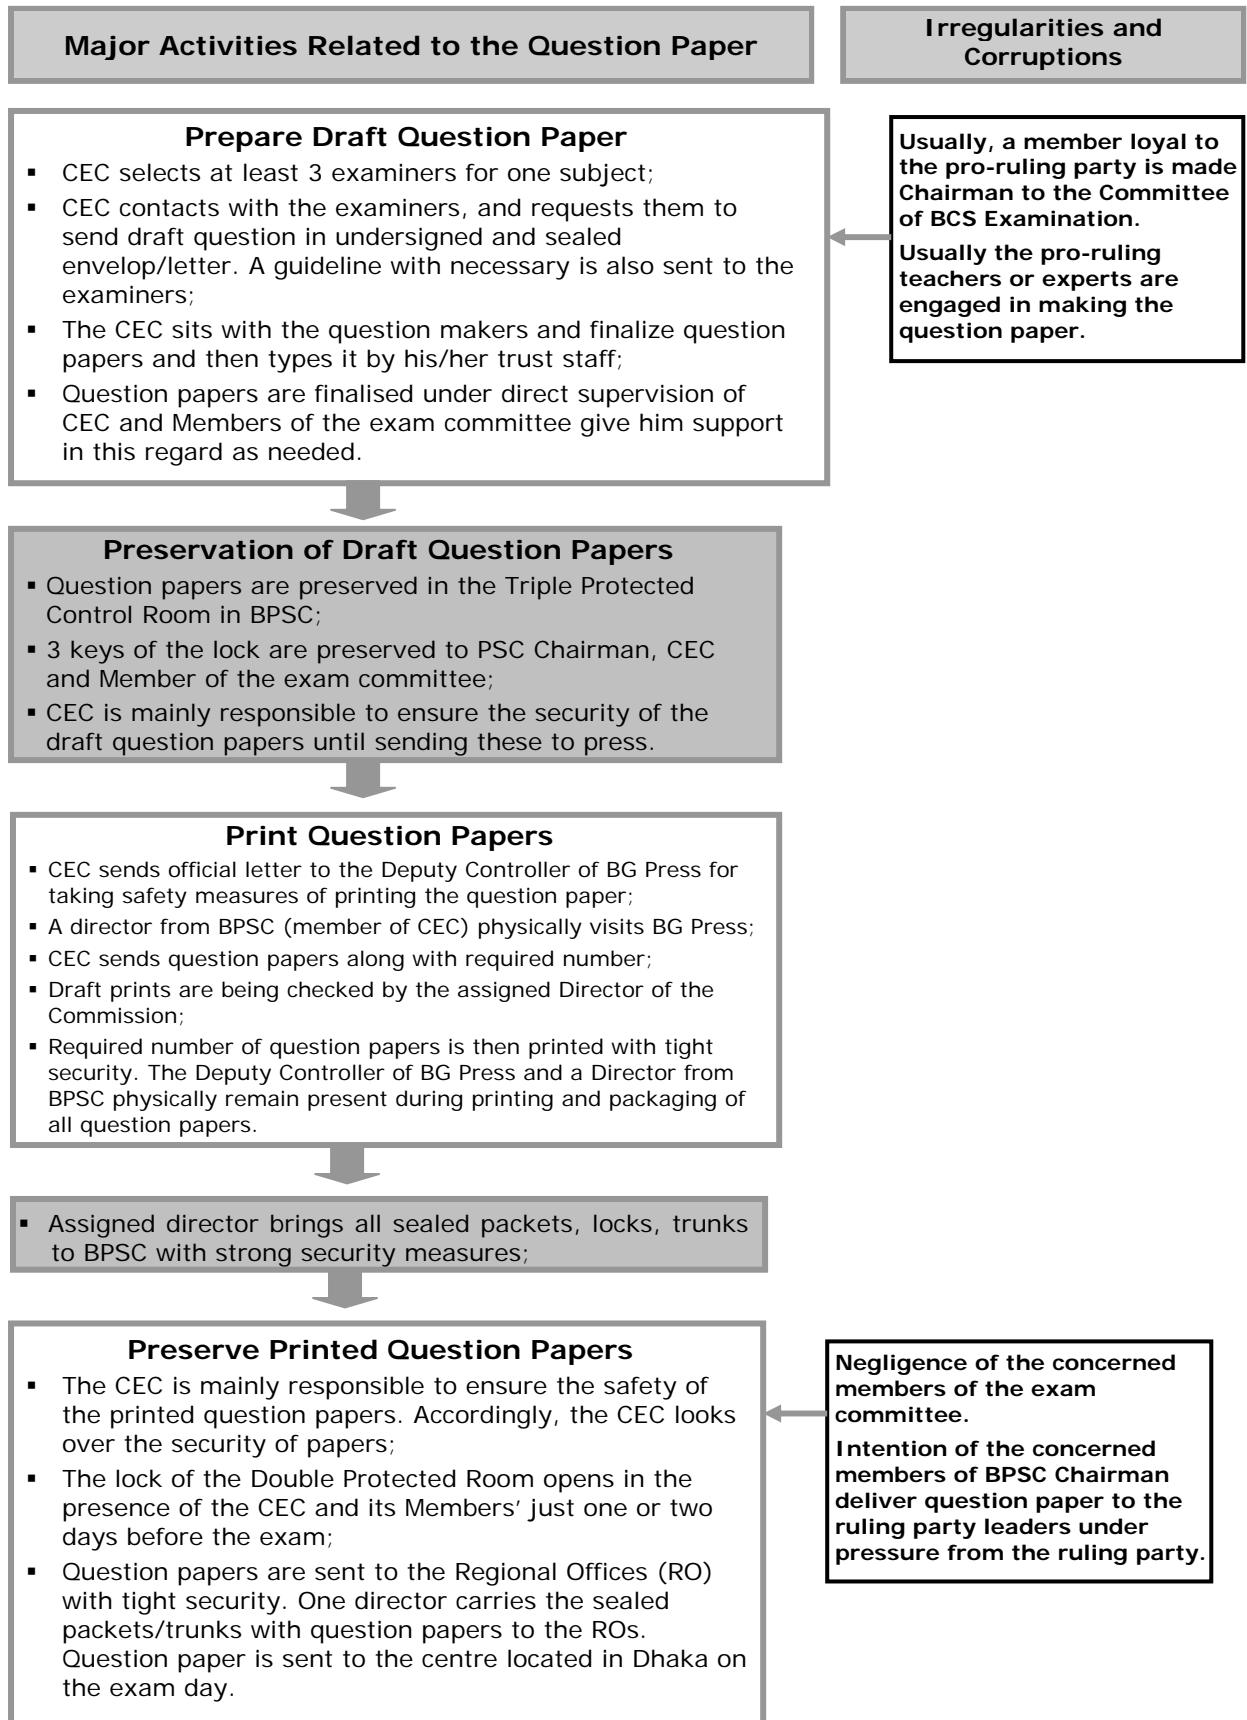 Major Activities Related to the Question Paper
Irregularities and
Corruptions
Prepare Draft Question Paper
▪ CEC selects at least 3 examiners for one subject;
▪ CEC contacts with the examiners, and requests them to
send draft question in undersigned and sealed
envelop/letter. A guideline with necessary is also sent to the
examiners;
▪ The CEC sits with the question makers and finalize question
papers and then types it by his/her trust staff;
▪ Question papers are finalised under direct supervision of
CEC and Members of the exam committee give him support
in this regard as needed.
Usually, a member loyal to
the pro-ruling party is made
Chairman to the Committee
of BCS Examination.
Usually the pro-ruling
teachers or experts are
engaged in making the
question paper.
Preservation of Draft Question Papers
▪ Question papers are preserved in the Triple Protected
Control Room in BPSC;
▪ 3 keys of the lock are preserved to PSC Chairman, CEC
and Member of the exam committee;
▪ CEC is mainly responsible to ensure the security of the
draft question papers until sending these to press.
Print Question Papers
▪ CEC sends official letter to the Deputy Controller of BG Press for
taking safety measures of printing the question paper;
▪ A director from BPSC (member of CEC) physically visits BG Press;
▪ CEC sends question papers along with required number;
▪ Draft prints are being checked by the assigned Director of the
Commission;
▪ Required number of question papers is then printed with tight
security. The Deputy Controller of BG Press and a Director from
BPSC physically remain present during printing and packaging of
all question papers.
▪ Assigned director brings all sealed packets, locks, trunks
to BPSC with strong security measures;
Preserve Printed Question Papers
▪ The CEC is mainly responsible to ensure the safety of
the printed question papers. Accordingly, the CEC looks
over the security of papers;
▪ The lock of the Double Protected Room opens in the
presence of the CEC and its Members' just one or two
days before the exam;
▪ Question papers are sent to the Regional Offices (RO)
with tight security. One director carries the sealed
packets/trunks with question papers to the ROs.
Question paper is sent to the centre located in Dhaka on
the exam day.
Negligence of the concerned
members of the exam
committee.
Intention of the concerned
members of BPSC Chairman
deliver question paper to the
ruling party leaders under
pressure from the ruling party.